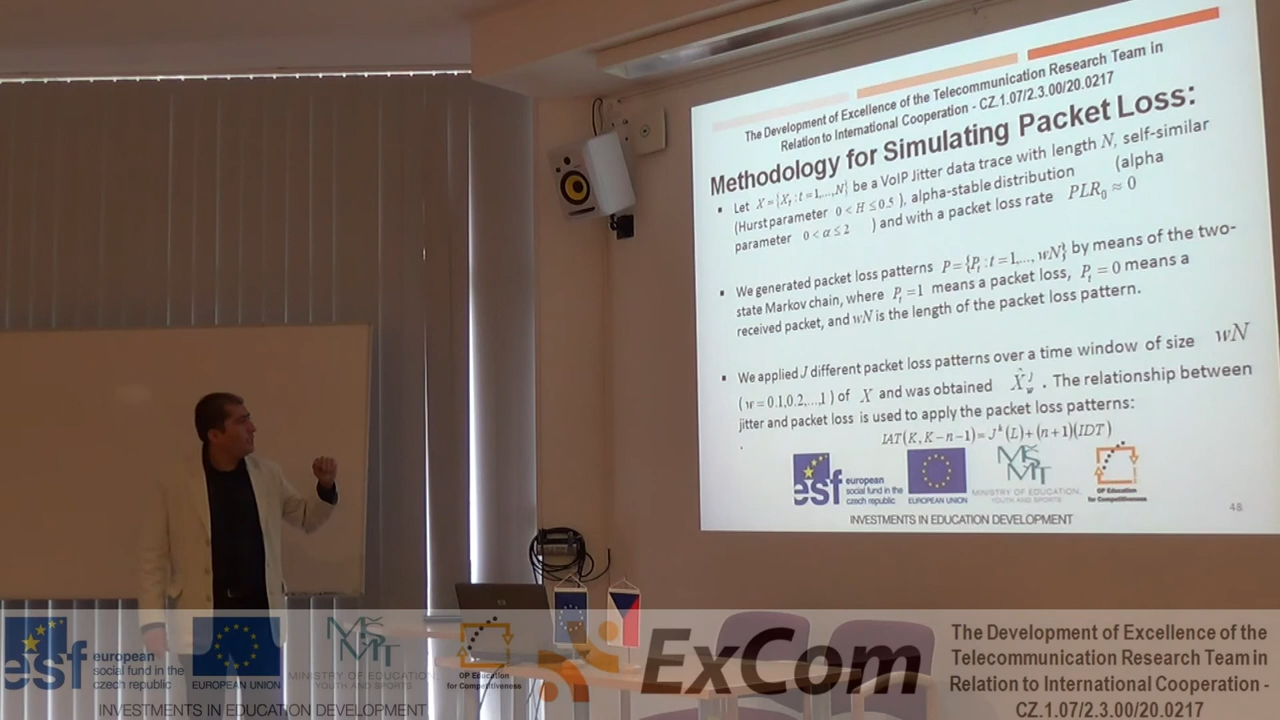 The Development of Excellence of the Telecommunication Research Team in
Relation to International Cooperation - CZ.1.07/2.3.00/20.0217
Methodology for Simulating Packet Loss:
▪ Let X = {X_t : t = 1,...,N} be a VoIP Jitter data trace with length N, self-similar
(Hurst parameter 0 < H ≤ 0.5 ), alpha-stable distribution (alpha
parameter 0 < α ≤ 2 ) and with a packet loss rate PLR₀ ≈ 0
▪ We generated packet loss patterns P = {P_t : t = 1,..., wN} by means of the two-
state Markov chain, where P_t = 1 means a packet loss, P_t = 0 means a
received packet, and wN is the length of the packet loss pattern.
▪ We applied J different packet loss patterns over a time window of size wN
( w = 0.1,0.2,...,1 ) of X and was obtained X̂_w^J . The relationship between
jitter and packet loss is used to apply the packet loss patterns:
.
IAT(K, K-n-1) = J^k(L)+(n+1)(IDT)
esf european
social fund in the
czech republic
EUROPEAN UNION
MŠMT
MINISTRY OF EDUCATION,
YOUTH AND SPORTS
OP Education
for Competitiveness
INVESTMENTS IN EDUCATION DEVELOPMENT
48
esf european
social fund in the
czech republic
EUROPEAN UNION
MŠMT
MINISTRY OF EDUCATION,
YOUTH AND SPORTS
OP Education
for Competitiveness
INVESTMENTS IN EDUCATION DEVELOPMENT
ExCom
The Development of Excellence of the
Telecommunication Research Team in
Relation to International Cooperation -
CZ.1.07/2.3.00/20.0217